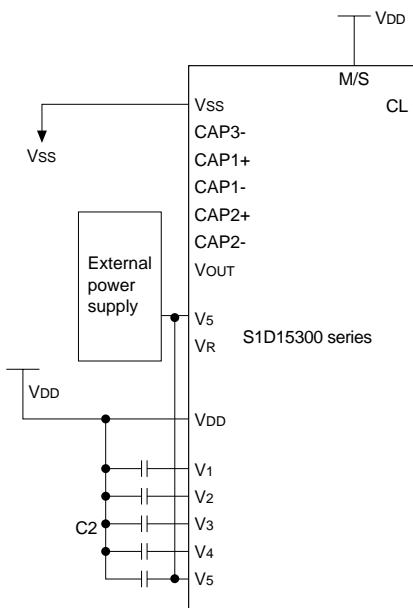 VDD
M/S
VSS
CL
CAP3-
VSS
CAP1+
CAP1-
CAP2+
CAP2-
External
power
supply
VOUT
V5
VR
S1D15300 series
VDD
VDD
V1
V2
C2
V3
V4
V5